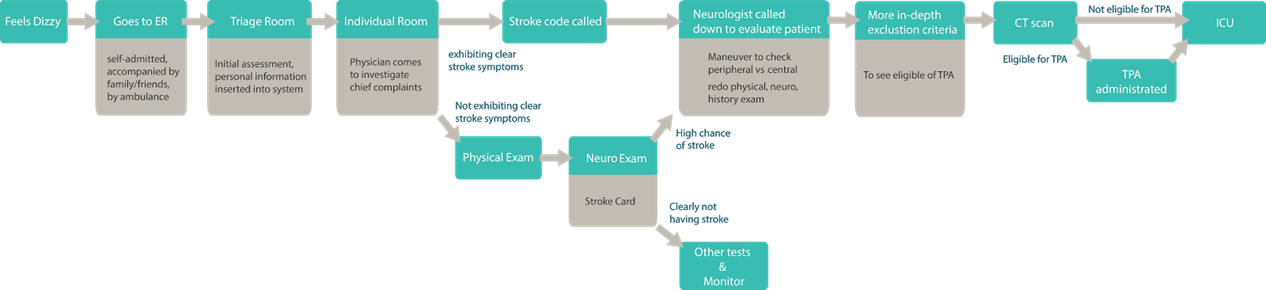 Feels Dizzy
Goes to ER
self-admitted,
accompanied by
family/friends,
by ambulance
Triage Room
Initial assessment,
personal information
inserted into system
Individual Room
Physician comes
to investigate
chief complaints
exhibiting clear
stroke symptoms
Stroke code called
Not exhibiting clear
stroke symptoms
Physical Exam
Neuro Exam
Stroke Card
High chance
of stroke
Clearly not
having stroke
Other tests
&
Monitor
Neurologist called
down to evaluate patient
Maneuver to check
peripheral vs central
redo physical, neuro,
history exam
More in-depth
exclustion criteria
To see eligible of TPA
CT scan
Not eligible for TPA
Eligible for TPA
TPA
administrated
ICU